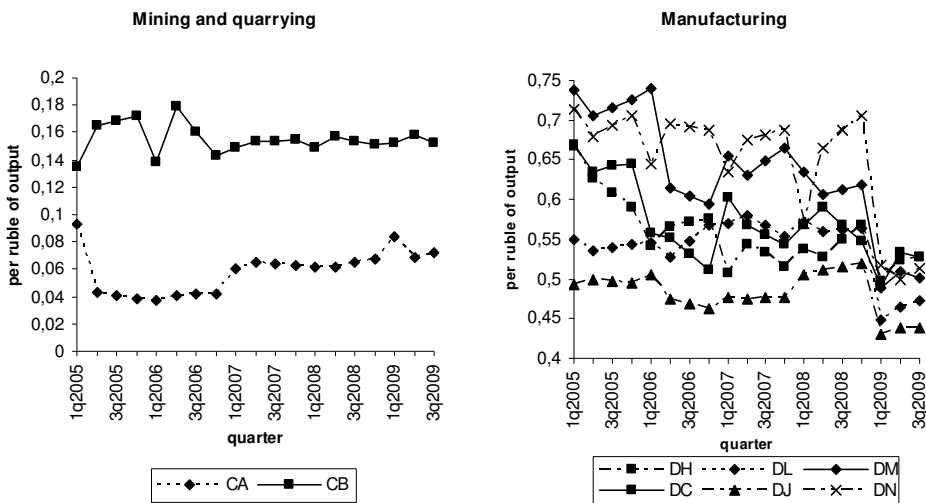 Mining and quarrying
per ruble of output
0,2
0,18
0,16
0,14
0,12
0,1
0,08
0,06
0,04
0,02
0
1q2005
3q2005
1q2006
3q2006
1q2007
3q2007
1q2008
3q2008
1q2009
3q2009
quarter
CA CB
Manufacturing
per ruble of output
0,75
0,7
0,65
0,6
0,55
0,5
0,45
0,4
1q2005
3q2005
1q2006
3q2006
1q2007
3q2007
1q2008
3q2008
1q2009
3q2009
quarter
DH DL DM
DC DJ DN